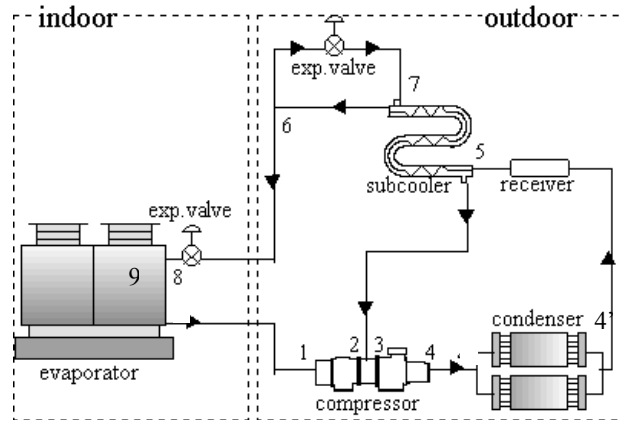 indoor
outdoor
exp.valve
7
6
5
subcooler
receiver
exp.valve
9
8
condenser
4'
1
2
3
4
evaporator
compressor